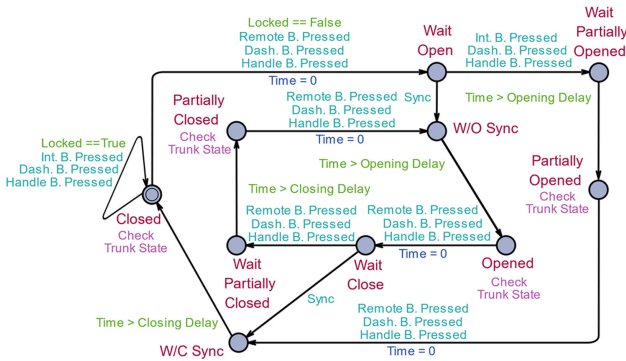 Locked == False
Remote B. Pressed
Dash. B. Pressed
Handle B. Pressed
Time = 0
Wait
Open
Int. B. Pressed
Dash. B. Pressed
Handle B. Pressed
Wait
Partially
Opened
Partially
Closed
Check
Trunk State
Remote B. Pressed
Dash. B. Pressed
Handle B. Pressed
Time = 0
Sync
W/O Sync
Time > Opening Delay
Time > Opening Delay
Locked ==True
Int. B. Pressed
Dash. B. Pressed
Handle B. Pressed
Closed
Check
Trunk State
Time > Closing Delay
Partially
Opened
Check
Trunk State
Remote B. Pressed
Dash. B. Pressed
Handle B. Pressed
Remote B. Pressed
Dash. B. Pressed
Handle B. Pressed
Time = 0
Wait
Partially
Closed
Wait
Close
Opened
Check
Trunk State
Sync
Time > Closing Delay
W/C Sync
Remote B. Pressed
Dash. B. Pressed
Handle B. Pressed
Time = 0